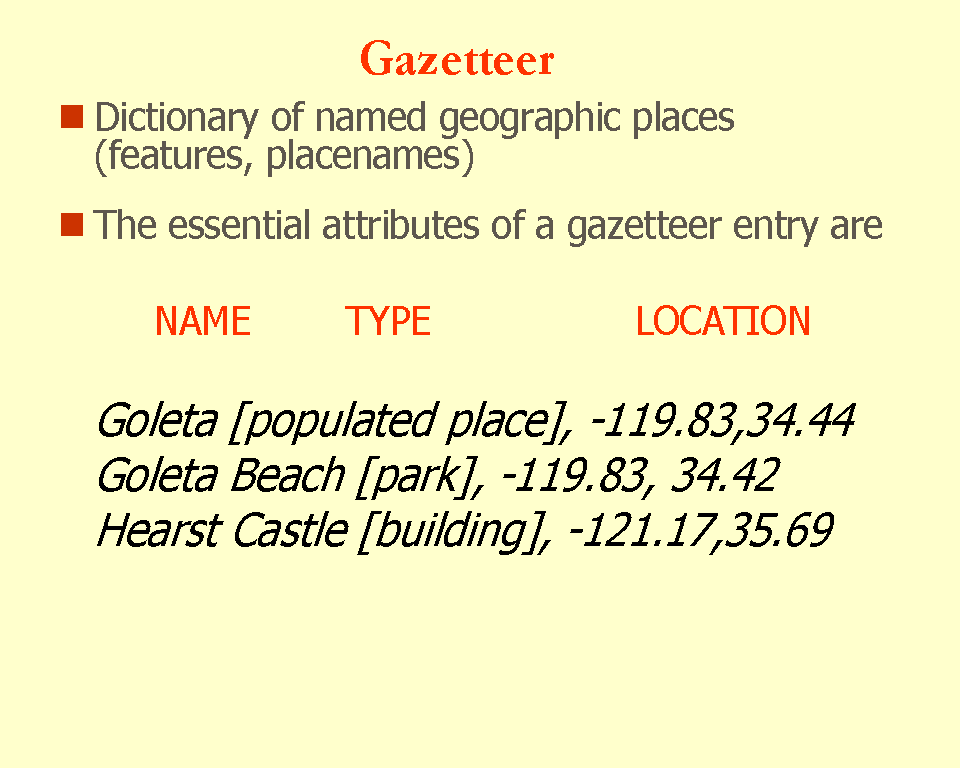 Gazetteer
Dictionary of named geographic places
(features, placenames)
The essential attributes of a gazetteer entry are
NAME TYPE LOCATION
Goleta [populated place], -119.83,34.44
Goleta Beach [park], -119.83, 34.42
Hearst Castle [building], -121.17,35.69